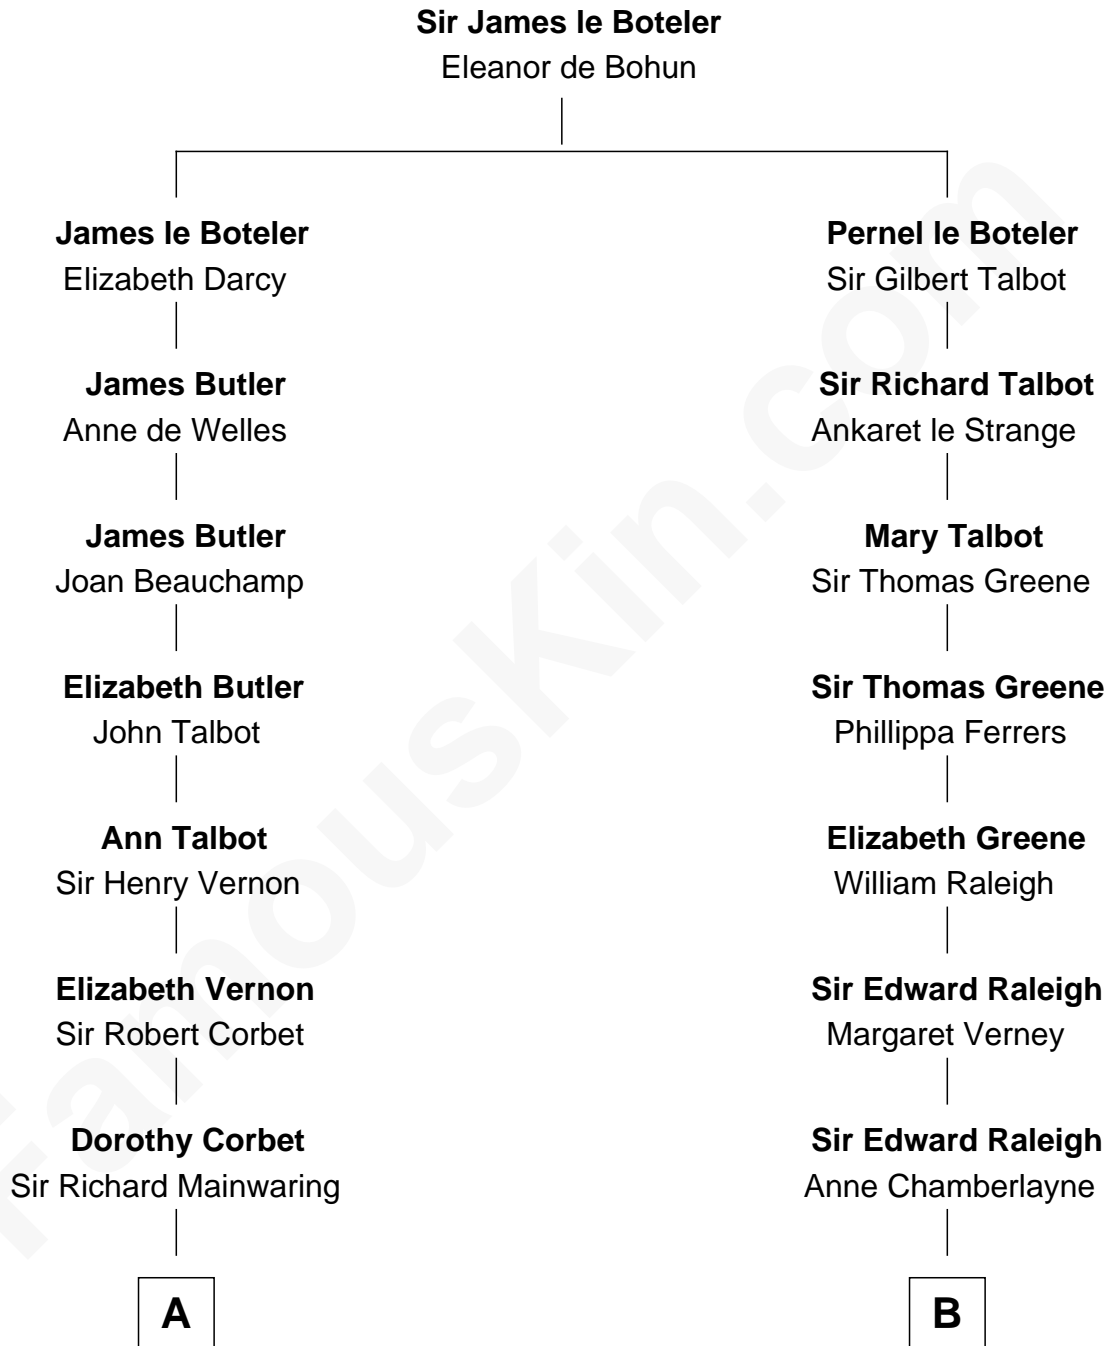 Sir James le Boteler
Eleanor de Bohun
James le Boteler
Elizabeth Darcy
James Butler
Anne de Welles
James Butler
Joan Beauchamp
Elizabeth Butler
John Talbot
Ann Talbot
Sir Henry Vernon
Elizabeth Vernon
Sir Robert Corbet
Dorothy Corbet
Sir Richard Mainwaring
A
Pernel le Boteler
Sir Gilbert Talbot
Sir Richard Talbot
Ankaret le Strange
Mary Talbot
Sir Thomas Greene
Sir Thomas Greene
Phillippa Ferrers
Elizabeth Greene
William Raleigh
Sir Edward Raleigh
Margaret Verney
Sir Edward Raleigh
Anne Chamberlayne
B
FamousKin.com